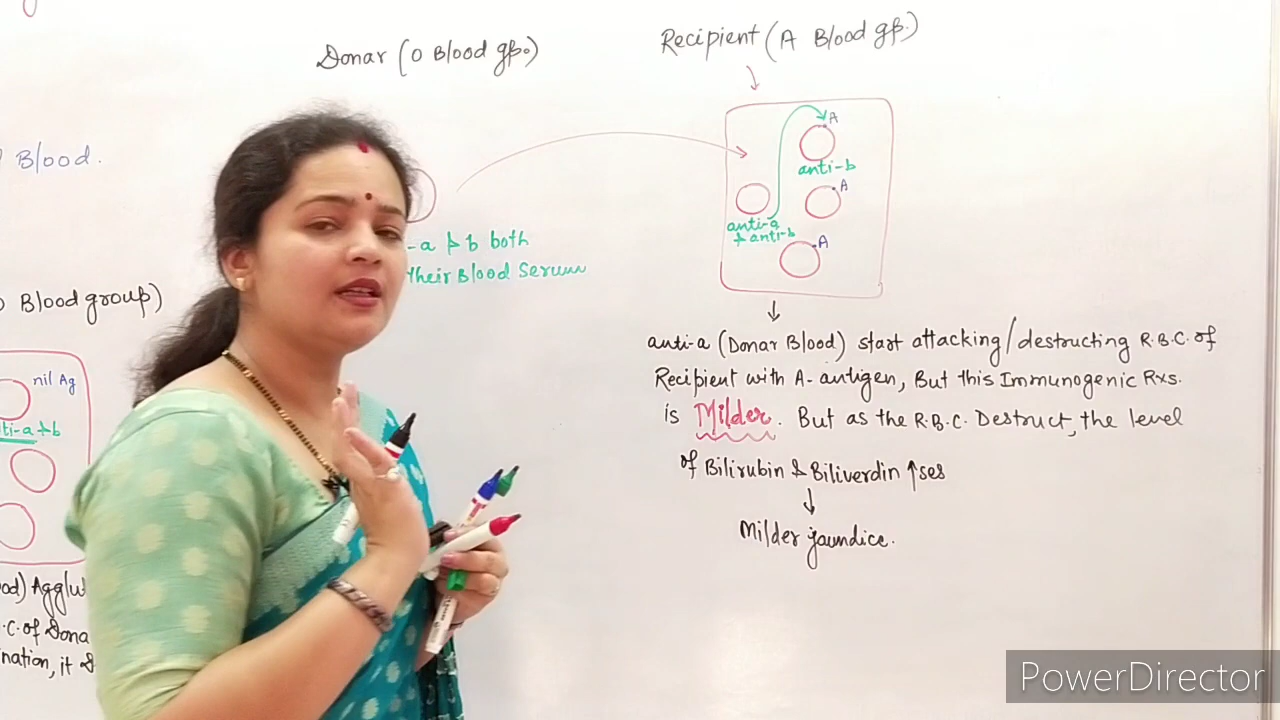 Donar (O Blood gp.)
Recipient (A Blood gp.)
Blood.
A
anti-b
A
anti-a
+ anti-b
A
-a & b both
their Blood Serum
Blood group)
nil Ag
ti-a + b
anti-a (Donar Blood) start attacking/destructing R.B.C. of
Recipient with A-antigen, But this Immunogenic Rxs.
is Milder. But as the R.B.C. Destruct, the level
of Bilirubin & Biliverdin ↑ses
Milder jaundice.
od) Agglu
.C. of Dona
nation, it
PowerDirector